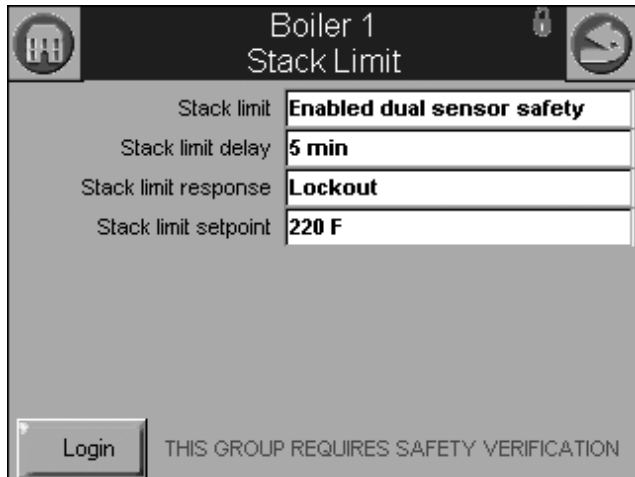 Boiler 1
Stack Limit
Stack limit Enabled dual sensor safety
Stack limit delay 5 min
Stack limit response Lockout
Stack limit setpoint 220 F
Login THIS GROUP REQUIRES SAFETY VERIFICATION